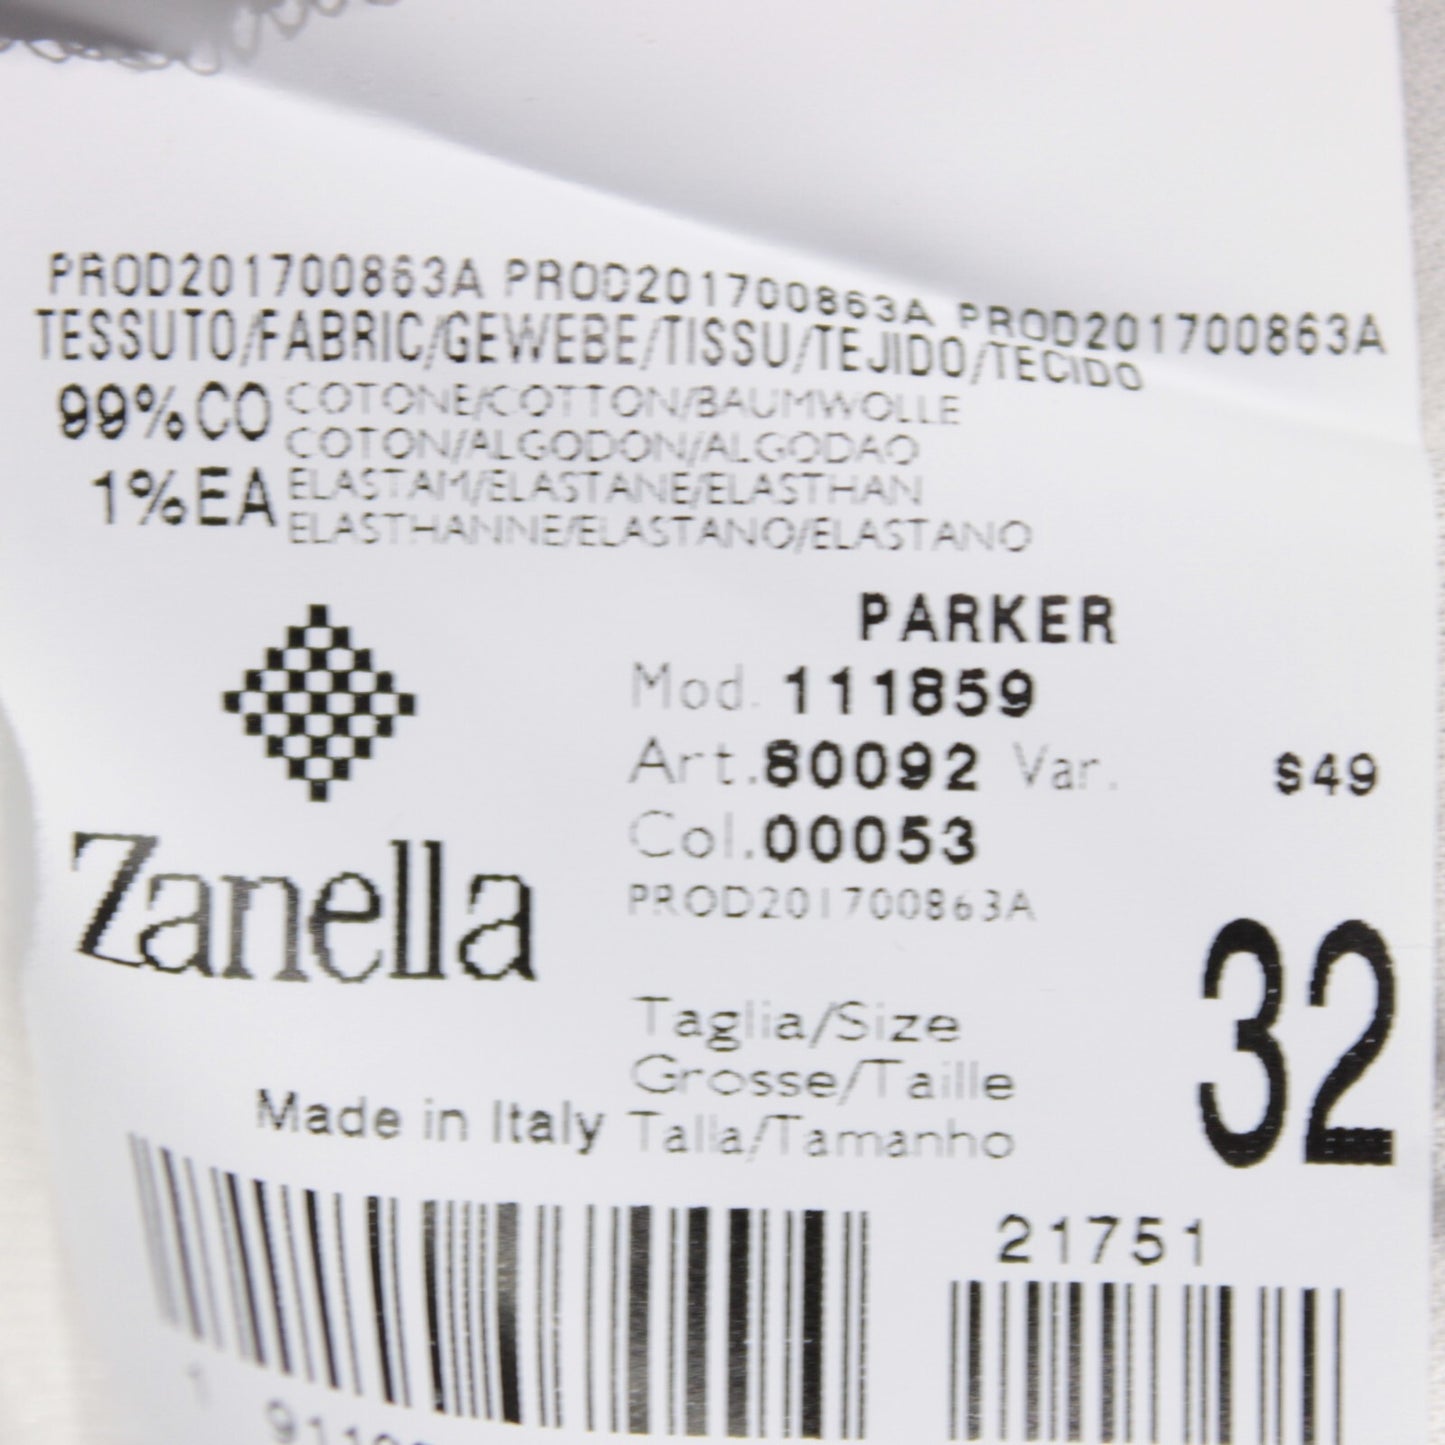 PROD201700863A PROD201700863A PROD201700863A
TESSUTO/FABRIC/GEWEBE/TISSU/TEJIDO/TECIDO
99%CO COTONE/COTTON/BAUMWOLLE
COTON/ALGODON/ALGODAO
1%EA ELASTAM/ELASTANE/ELASTHAN
ELASTHANNE/ELASTANO/ELASTANO
PARKER
Mod. 111859
Art.80092 Var. $49
Col.00053
PROD201700863A
Zanella
Taglia/Size
Grosse/Taille
Talla/Tamanho
32
Made in Italy
21751
1